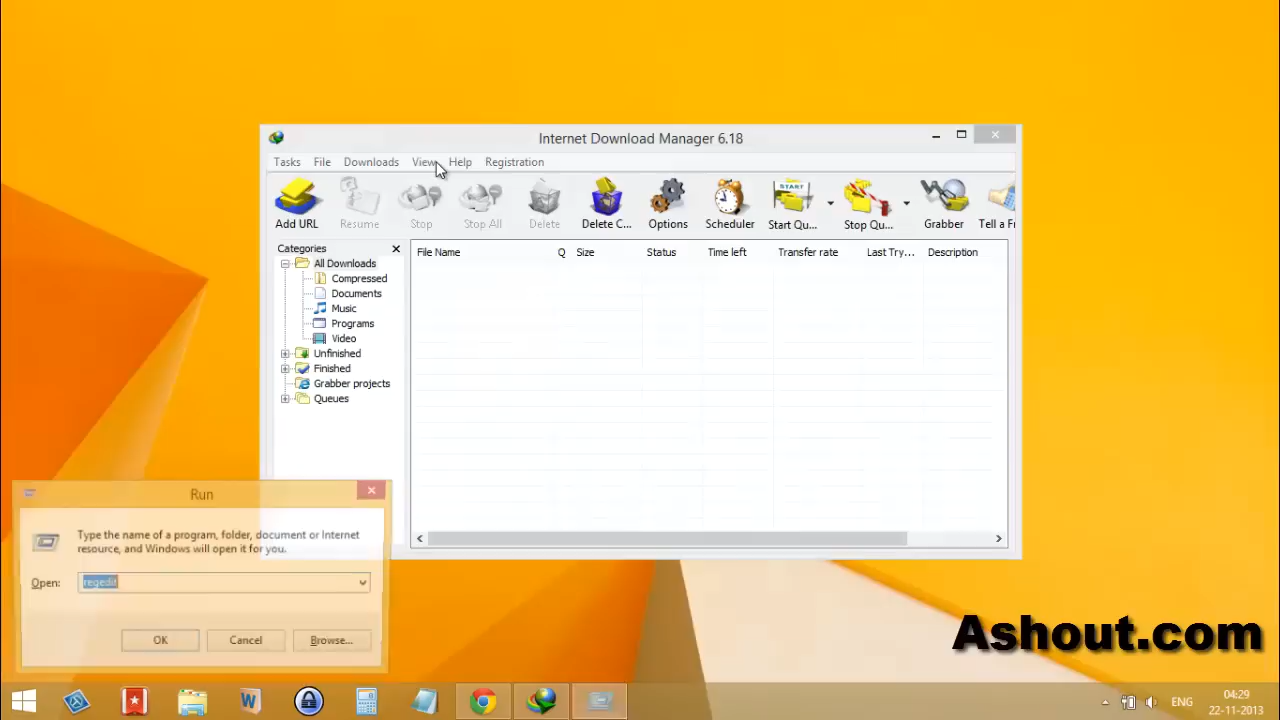 Internet Download Manager 6.18
Tasks File Downloads View Help Registration
Add URL Resume Stop Stop All Delete Delete C... Options Scheduler Start Qu... Stop Qu... Grabber Tell a Fr
Categories
File Name Q Size Status Time left Transfer rate Last Try... Description
All Downloads
Compressed
Documents
Music
Programs
Video
Unfinished
Finished
Grabber projects
Queues
Run
Type the name of a program, folder, document or Internet
resource, and Windows will open it for you.
Open: regedit
OK Cancel Browse...
Ashout.com
ENG
04:29
22-11-2013